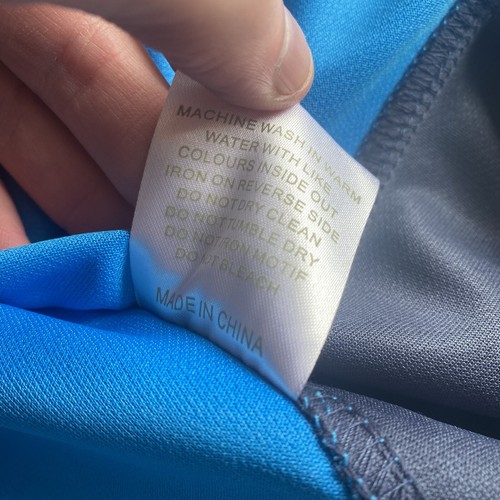 MACHINE WASH IN WARM
WATER WITH LIKE
COLOURS INSIDE OUT
IRON ON REVERSE SIDE
DO NOT DRY CLEAN
DO NOT TUMBLE DRY
DO NOT IRON MOTIF
DO NOT BLEACH
MADE IN CHINA